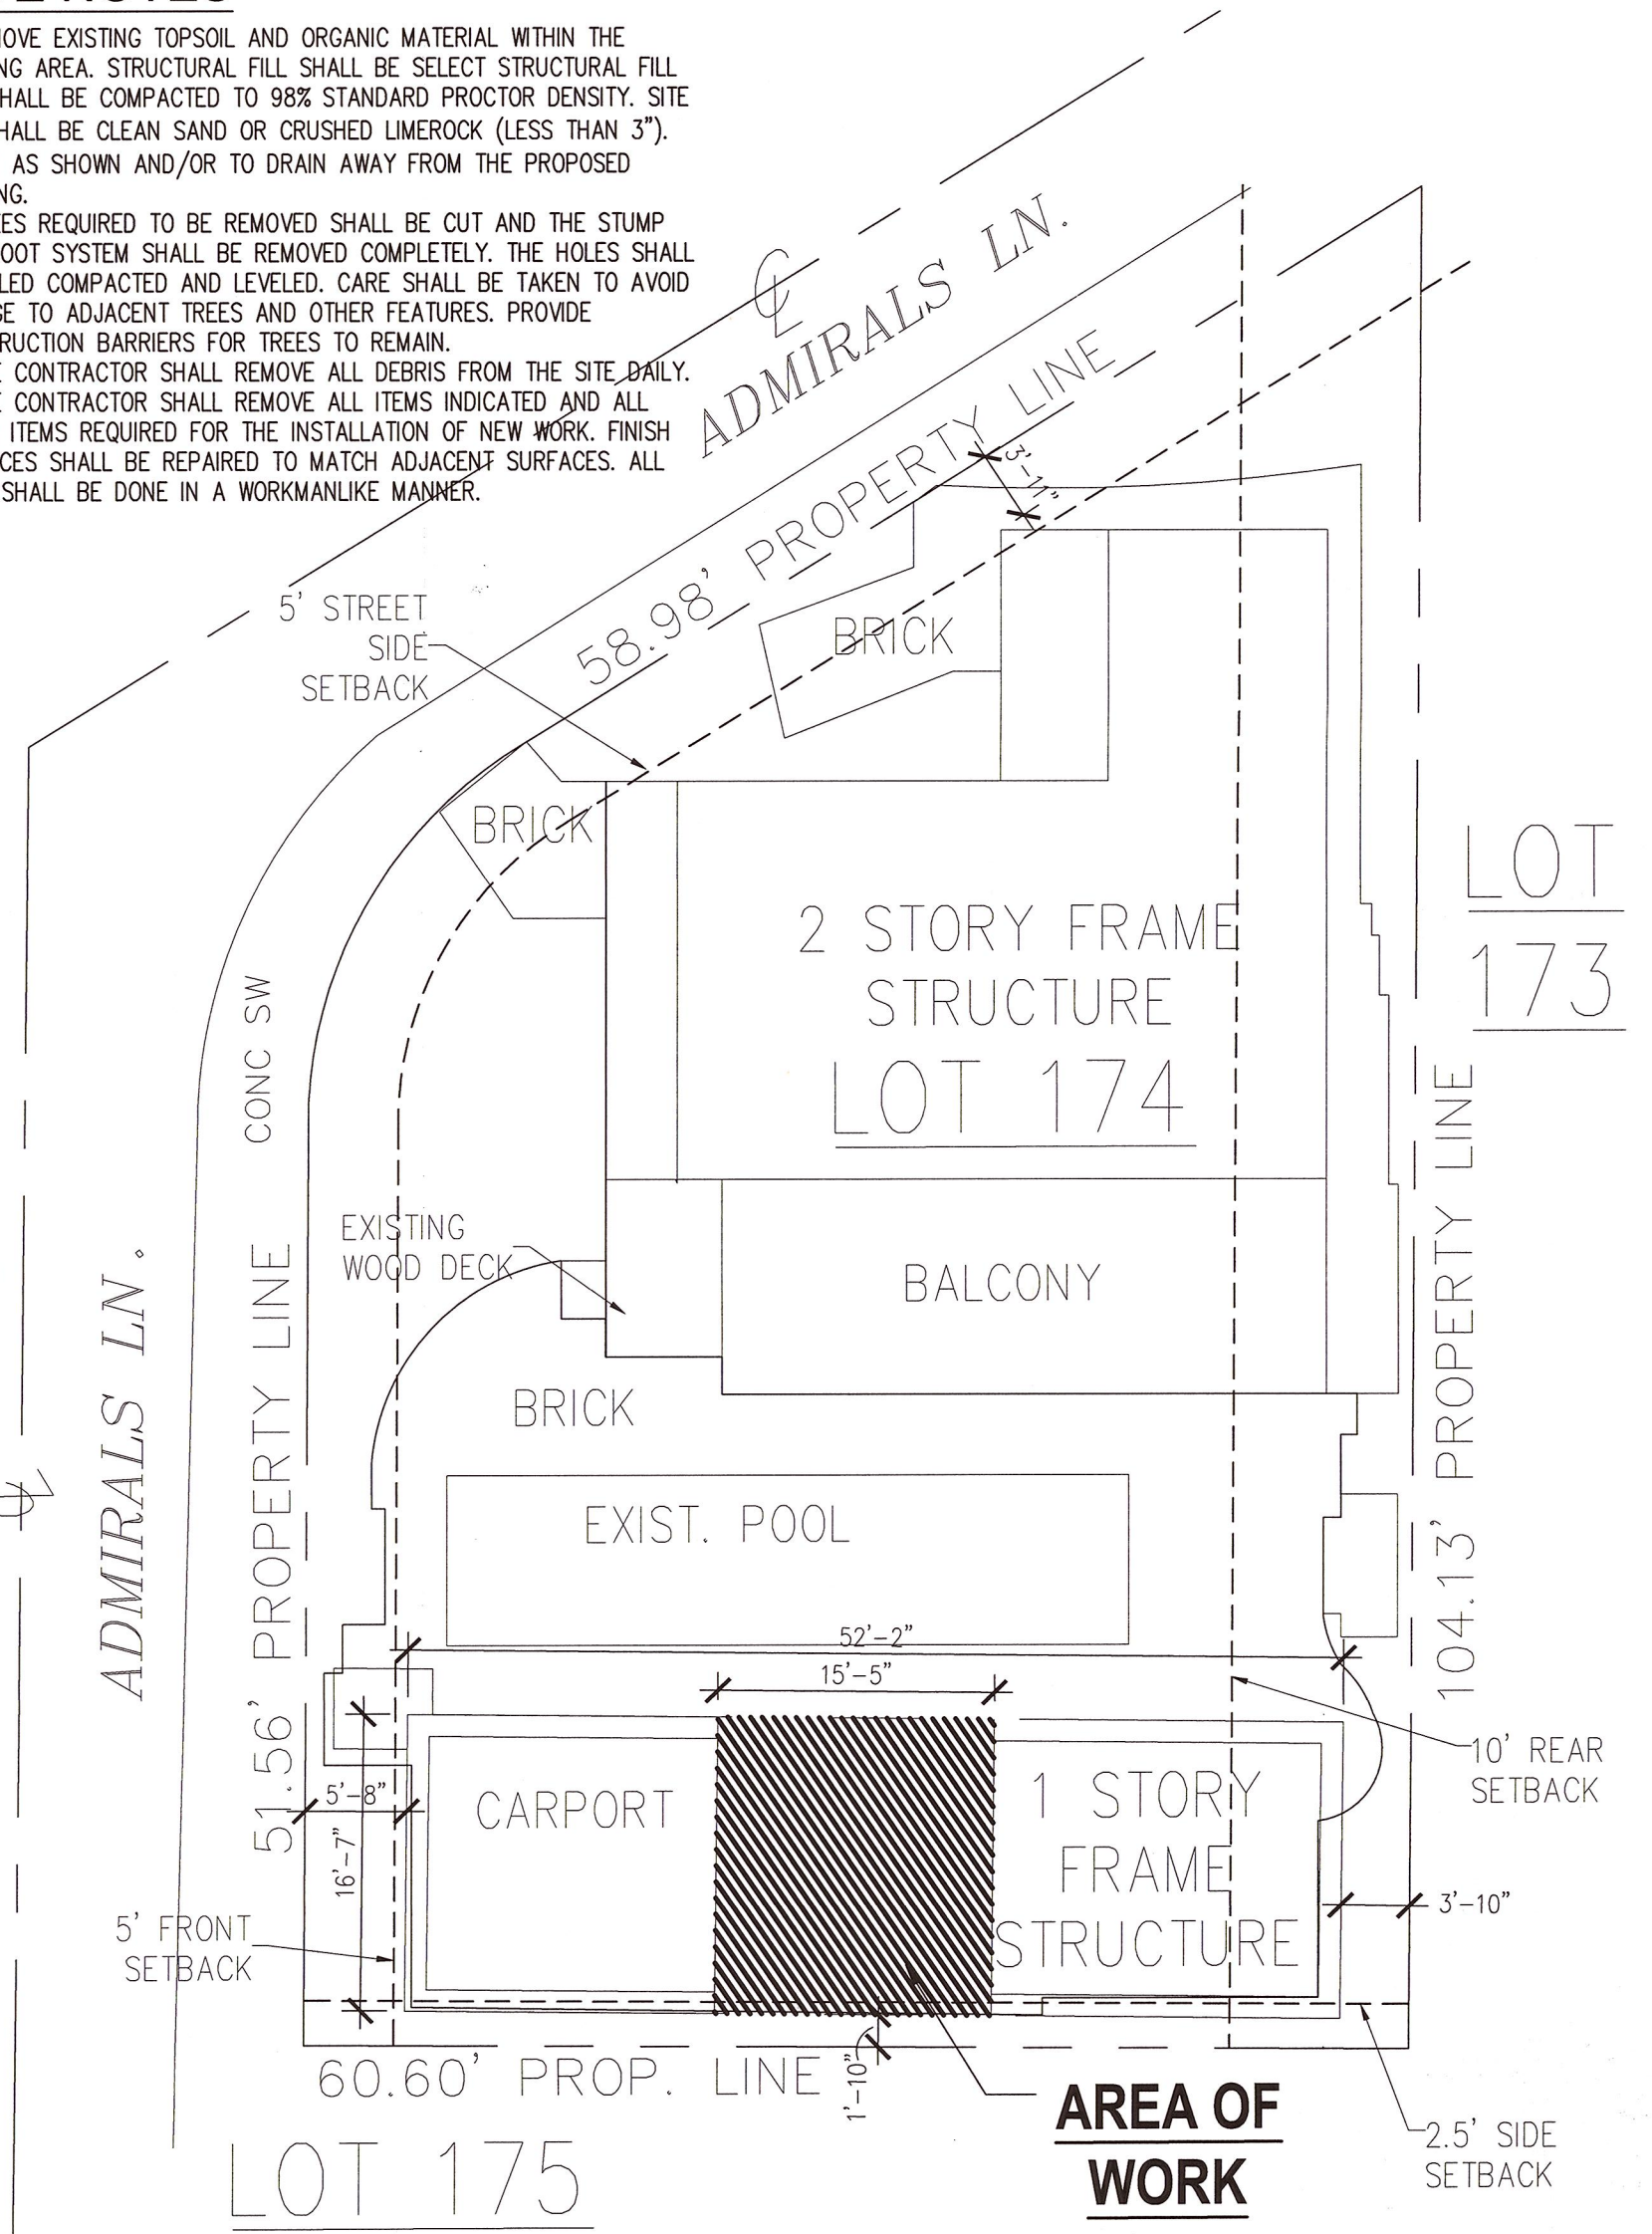 OVE EXISTING TOPSOIL AND ORGANIC MATERIAL WITHIN THE
NG AREA. STRUCTURAL FILL SHALL BE SELECT STRUCTURAL FILL
HALL BE COMPACTED TO 98% STANDARD PROCTOR DENSITY. SITE
HALL BE CLEAN SAND OR CRUSHED LIMEROCK (LESS THAN 3").
AS SHOWN AND/OR TO DRAIN AWAY FROM THE PROPOSED
NG.
ES REQUIRED TO BE REMOVED SHALL BE CUT AND THE STUMP
OOT SYSTEM SHALL BE REMOVED COMPLETELY. THE HOLES SHALL
LED COMPACTED AND LEVELED. CARE SHALL BE TAKEN TO AVOID
GE TO ADJACENT TREES AND OTHER FEATURES. PROVIDE
RUCTION BARRIERS FOR TREES TO REMAIN.
E CONTRACTOR SHALL REMOVE ALL DEBRIS FROM THE SITE DAILY.
E CONTRACTOR SHALL REMOVE ALL ITEMS INDICATED AND ALL
ITEMS REQUIRED FOR THE INSTALLATION OF NEW WORK. FINISH
CES SHALL BE REPAIRED TO MATCH ADJACENT SURFACES. ALL
SHALL BE DONE IN A WORKMANLIKE MANNER.
ADMIRALS LN.
58.98' PROPERTY LINE
3'-11"
5' STREET
SIDE
SETBACK
BRICK
BRICK
2 STORY FRAME
STRUCTURE
LOT 174
LOT
173
CONC SW
ADMIRALS LN.
51.56' PROPERTY LINE
104.13' PROPERTY LINE
EXISTING
WOOD DECK
BALCONY
BRICK
EXIST. POOL
52'-2"
15'-5"
5'-8"
16'-7"
CARPORT
1 STORY
FRAME
STRUCTURE
10' REAR
SETBACK
3'-10"
5' FRONT
SETBACK
60.60' PROP. LINE
1'-10"
AREA OF
WORK
2.5' SIDE
SETBACK
LOT 175